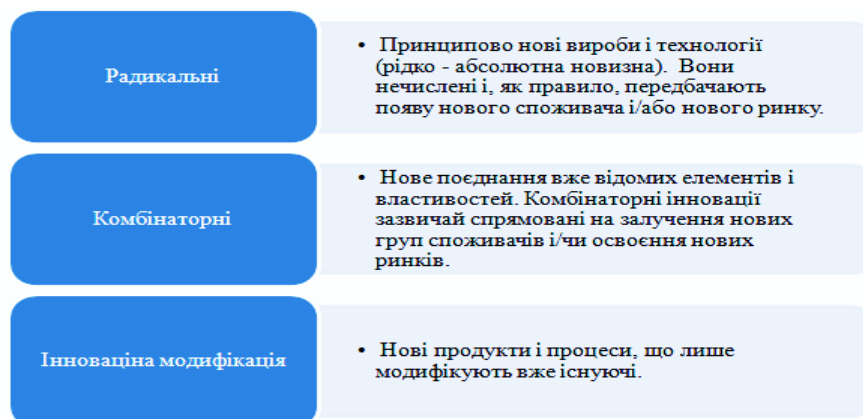 Радикальні
• Принципово нові вироби і технології
(рідко - абсолютна новизна). Вони
нечислені і, як правило, передбачають
появу нового споживача і/або нового ринку.
Комбінаторні
• Нове поєднання вже відомих елементів і
властивостей. Комбінаторні інновації
зазвичай спрямовані на залучення нових
груп споживачів і/чи освоєння нових
ринків.
Інноваціна модифікація
• Нові продукти і процеси, що лише
модифікують вже існуючі.